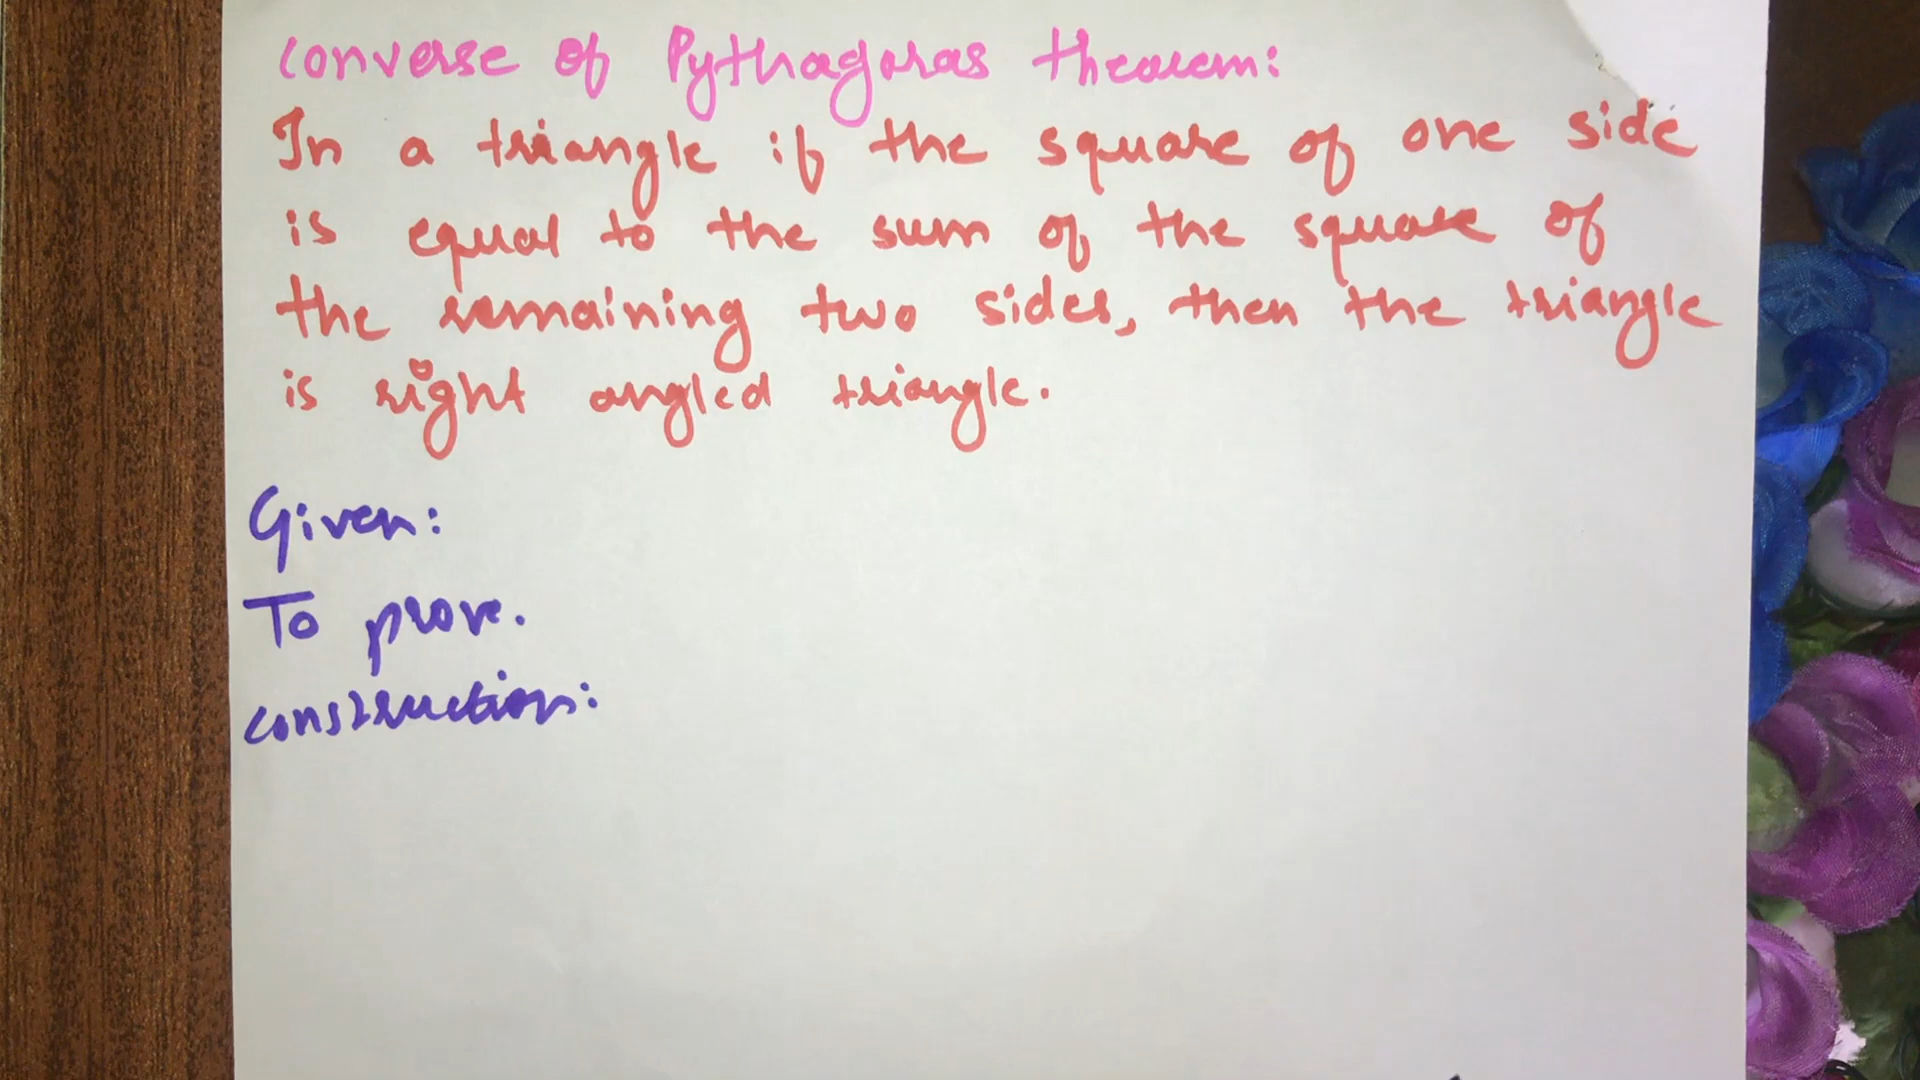 converse of Pythagoras theorem:
In a triangle if the square of one side
is equal to the sum of the square of
the remaining two sides, then the triangle
is right angled triangle.
Given:
To prove.
construction: